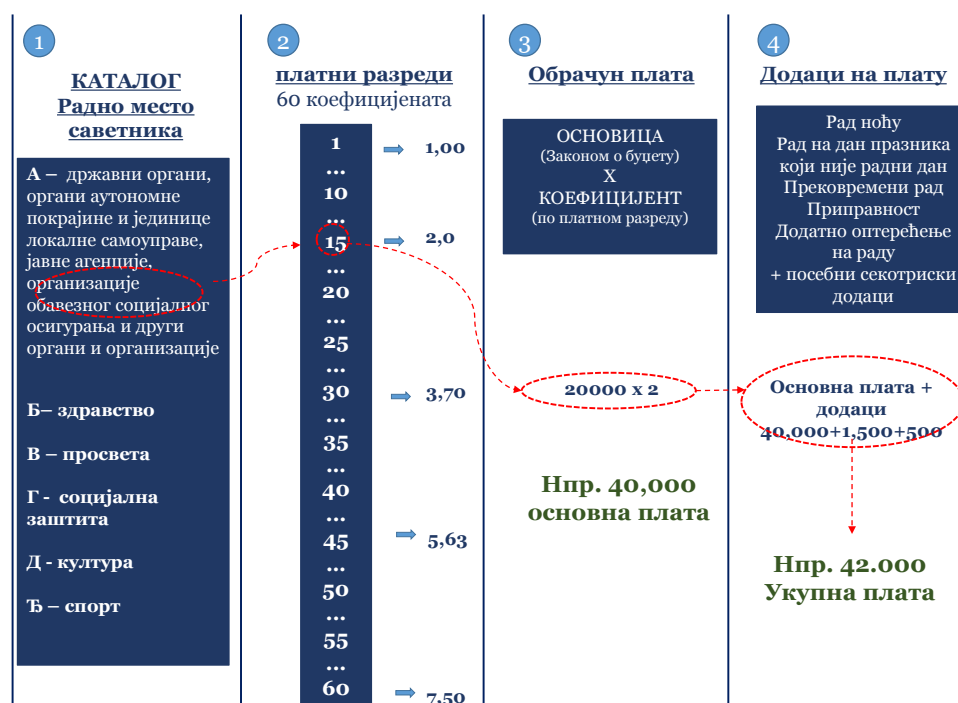 1
КАТАЛОГ
Радно место
саветника
А – државни органи,
органи аутономне
покрајине и јединице
локалне самоуправе,
јавне агенције,
организације
обавезног социјалног
осигурања и други
органи и организације
Б– здравство
В – просвета
Г - социјална
заштита
Д - култура
Ђ – спорт
2
платни разреди
60 коефицијената
1 1,00
...
10
...
15 2,0
...
20
...
25
...
30 3,70
...
35
...
40
...
45 5,63
...
50
...
55
...
60 7,50
3
Обрачун плата
ОСНОВИЦА
(Законом о буџету)
Х
КОЕФИЦИЈЕНТ
(по платном разреду)
20000 x 2
Нпр. 40,000
основна плата
4
Додаци на плату
Рад ноћу
Рад на дан празника
који није радни дан
Прековремени рад
Приправност
Додатно оптерећење
на раду
+ посебни секотриски
додаци
Основна плата +
додаци
40,000+1,500+500
Нпр. 42.000
Укупна плата